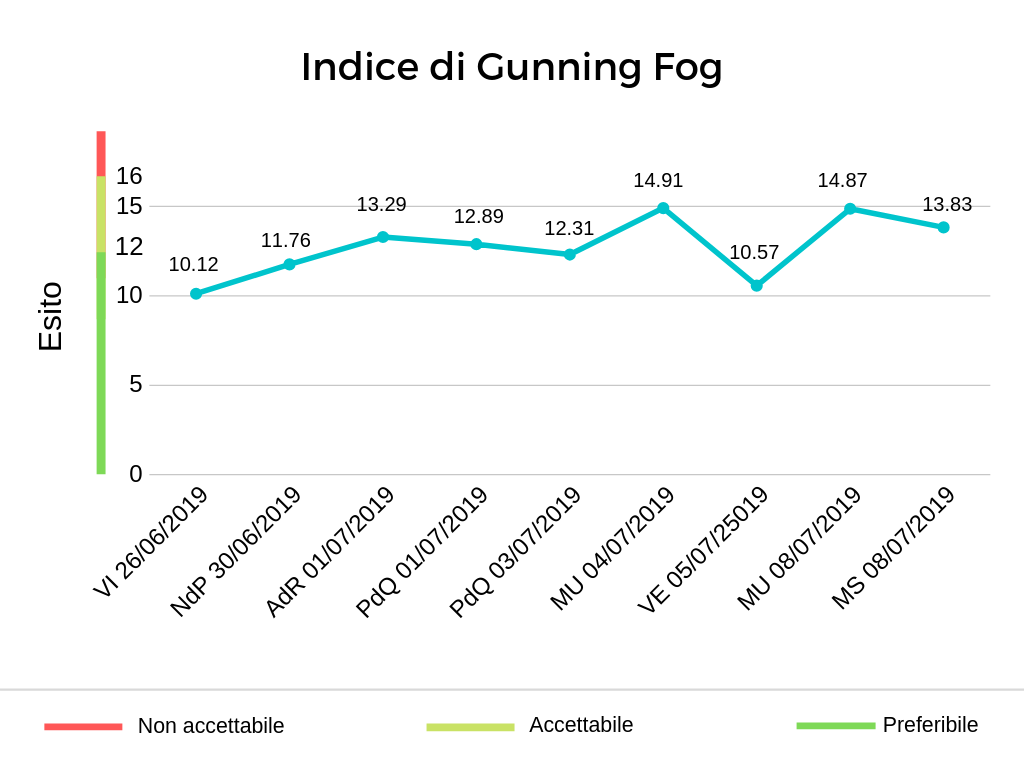 Indice di Gunning Fog
Esito
16
15
12
10
5
0
10.12
11.76
13.29
12.89
12.31
14.91
10.57
14.87
13.83
VI 26/06/2019
NdP 30/06/2019
AdR 01/07/2019
PdQ 01/07/2019
PdQ 03/07/2019
MU 04/07/2019
VE 05/07/25019
MU 08/07/2019
MS 08/07/2019
Non accettabile
Accettabile
Preferibile